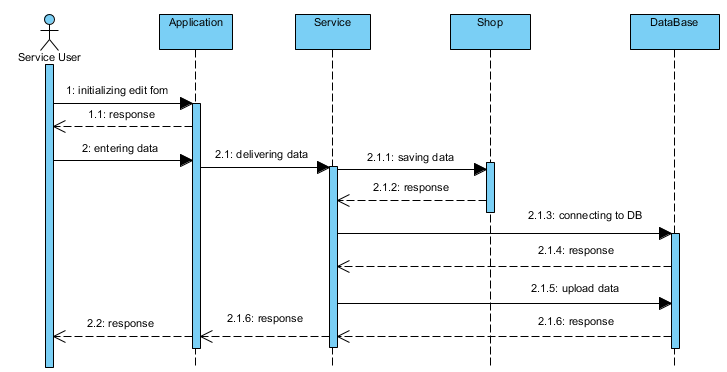 Application
Service
Shop
DataBase
Service User
1: initializing edit fom
1.1: response
2: entering data
2.1: delivering data
2.1.1: saving data
2.1.2: response
2.1.3: connecting to DB
2.1.4: response
2.1.5: upload data
2.2: response
2.1.6: response
2.1.6: response